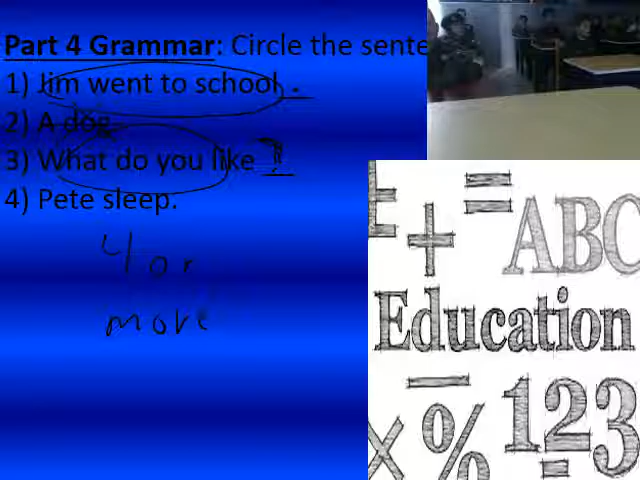 Part 4 Grammar: Circle the sente
1) Jim went to school .
2) A dog
3) What do you like ?
4) Pete sleep.
4 or
more
+ =
ABC
Education
123
%